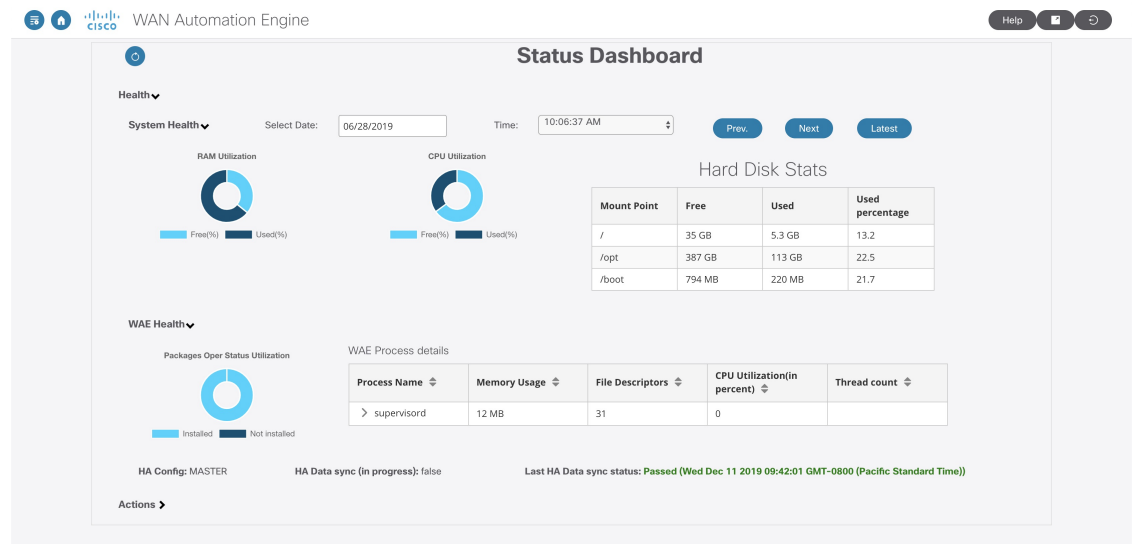 CISCO WAN Automation Engine Help
Status Dashboard
Health
System Health Select Date: 06/28/2019 Time: 10:06:37 AM Prev. Next Latest
RAM Utilization
Free(%) Used(%)
CPU Utilization
Free(%) Used(%)
Hard Disk Stats
Mount Point Free Used Used percentage
/ 35 GB 5.3 GB 13.2
/opt 387 GB 113 GB 22.5
/boot 794 MB 220 MB 21.7
WAE Health
Packages Oper Status Utilization
Installed Not installed
WAE Process details
Process Name Memory Usage File Descriptors CPU Utilization(in percent) Thread count
supervisord 12 MB 31 0
HA Config: MASTER HA Data sync (in progress): false Last HA Data sync status: Passed (Wed Dec 11 2019 09:42:01 GMT-0800 (Pacific Standard Time))
Actions